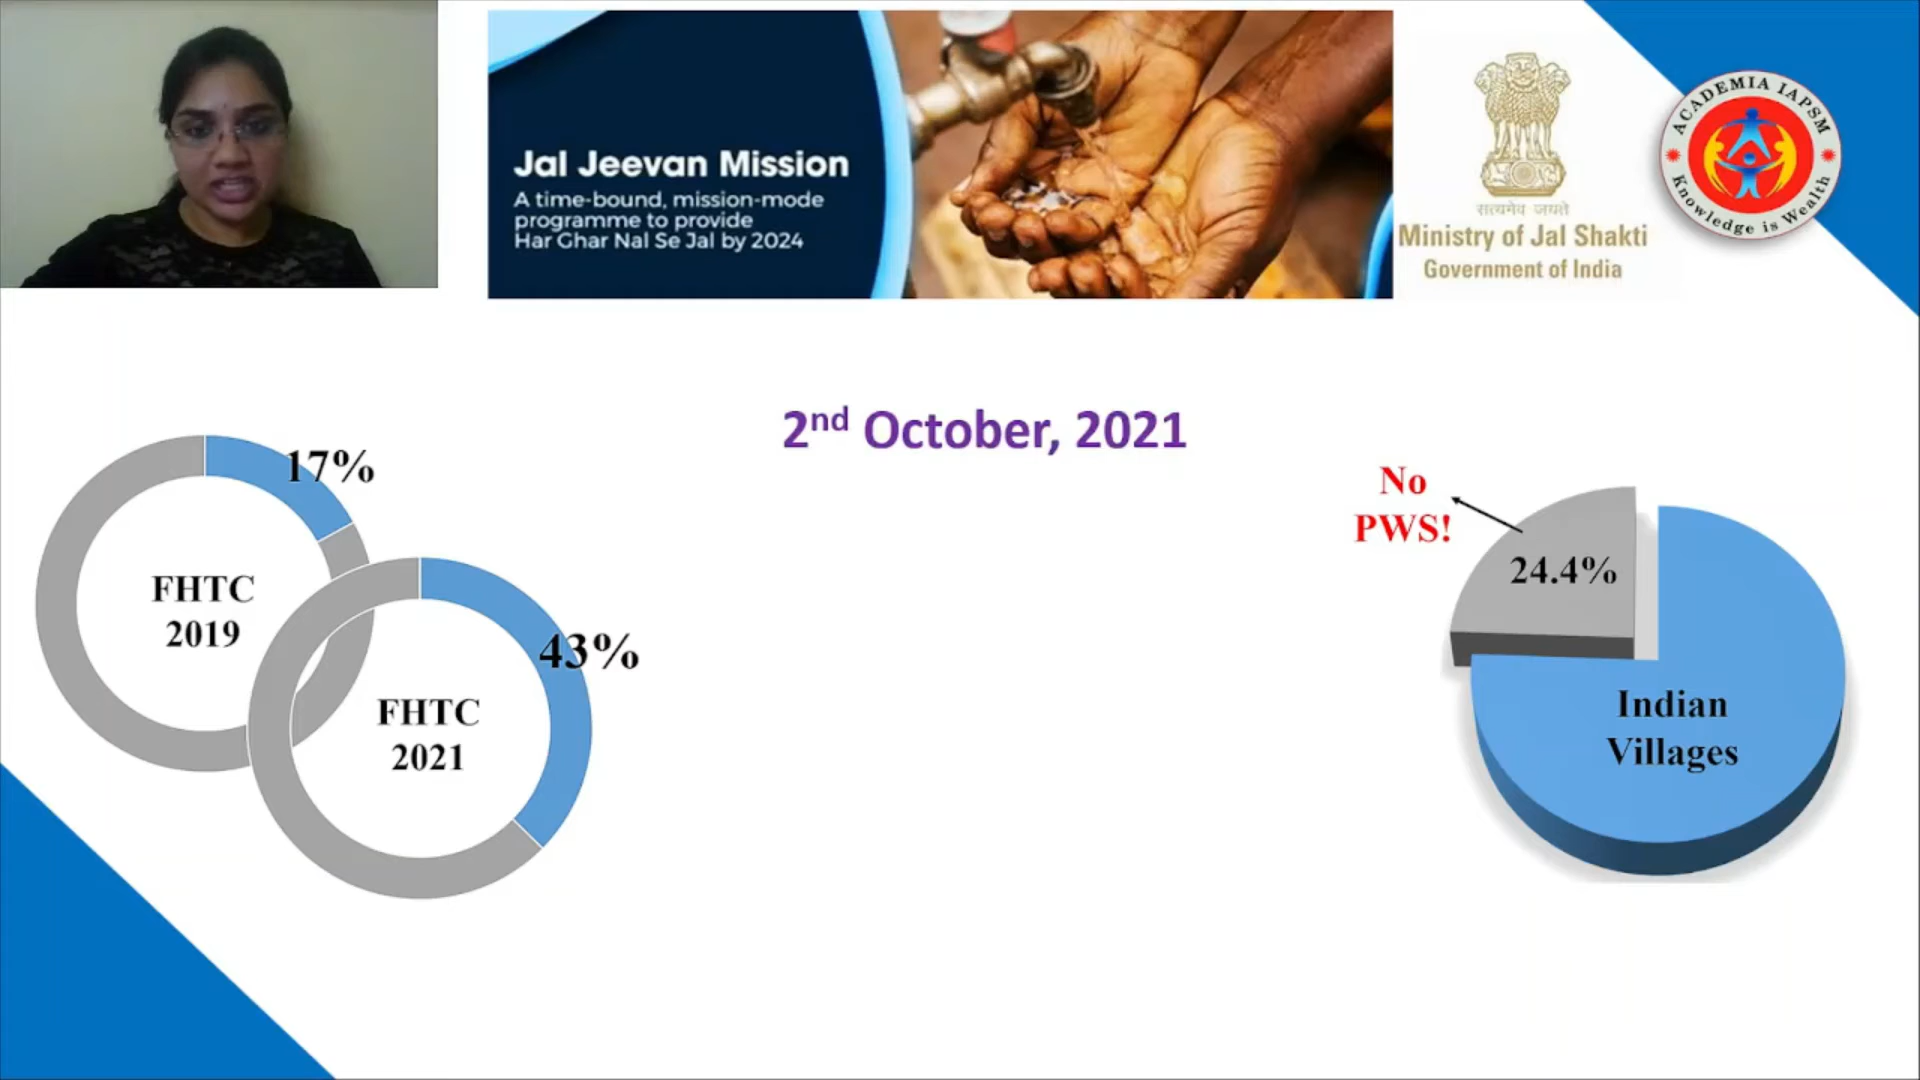 Jal Jeevan Mission
A time-bound, mission-mode
programme to provide
Har Ghar Nal Se Jal by 2024
सत्यमेव जयते
Ministry of Jal Shakti
Government of India
ACADEMIA IAPSM
Knowledge is Wealth
2nd October, 2021
17%
FHTC
2019
43%
FHTC
2021
No
PWS!
24.4%
Indian
Villages